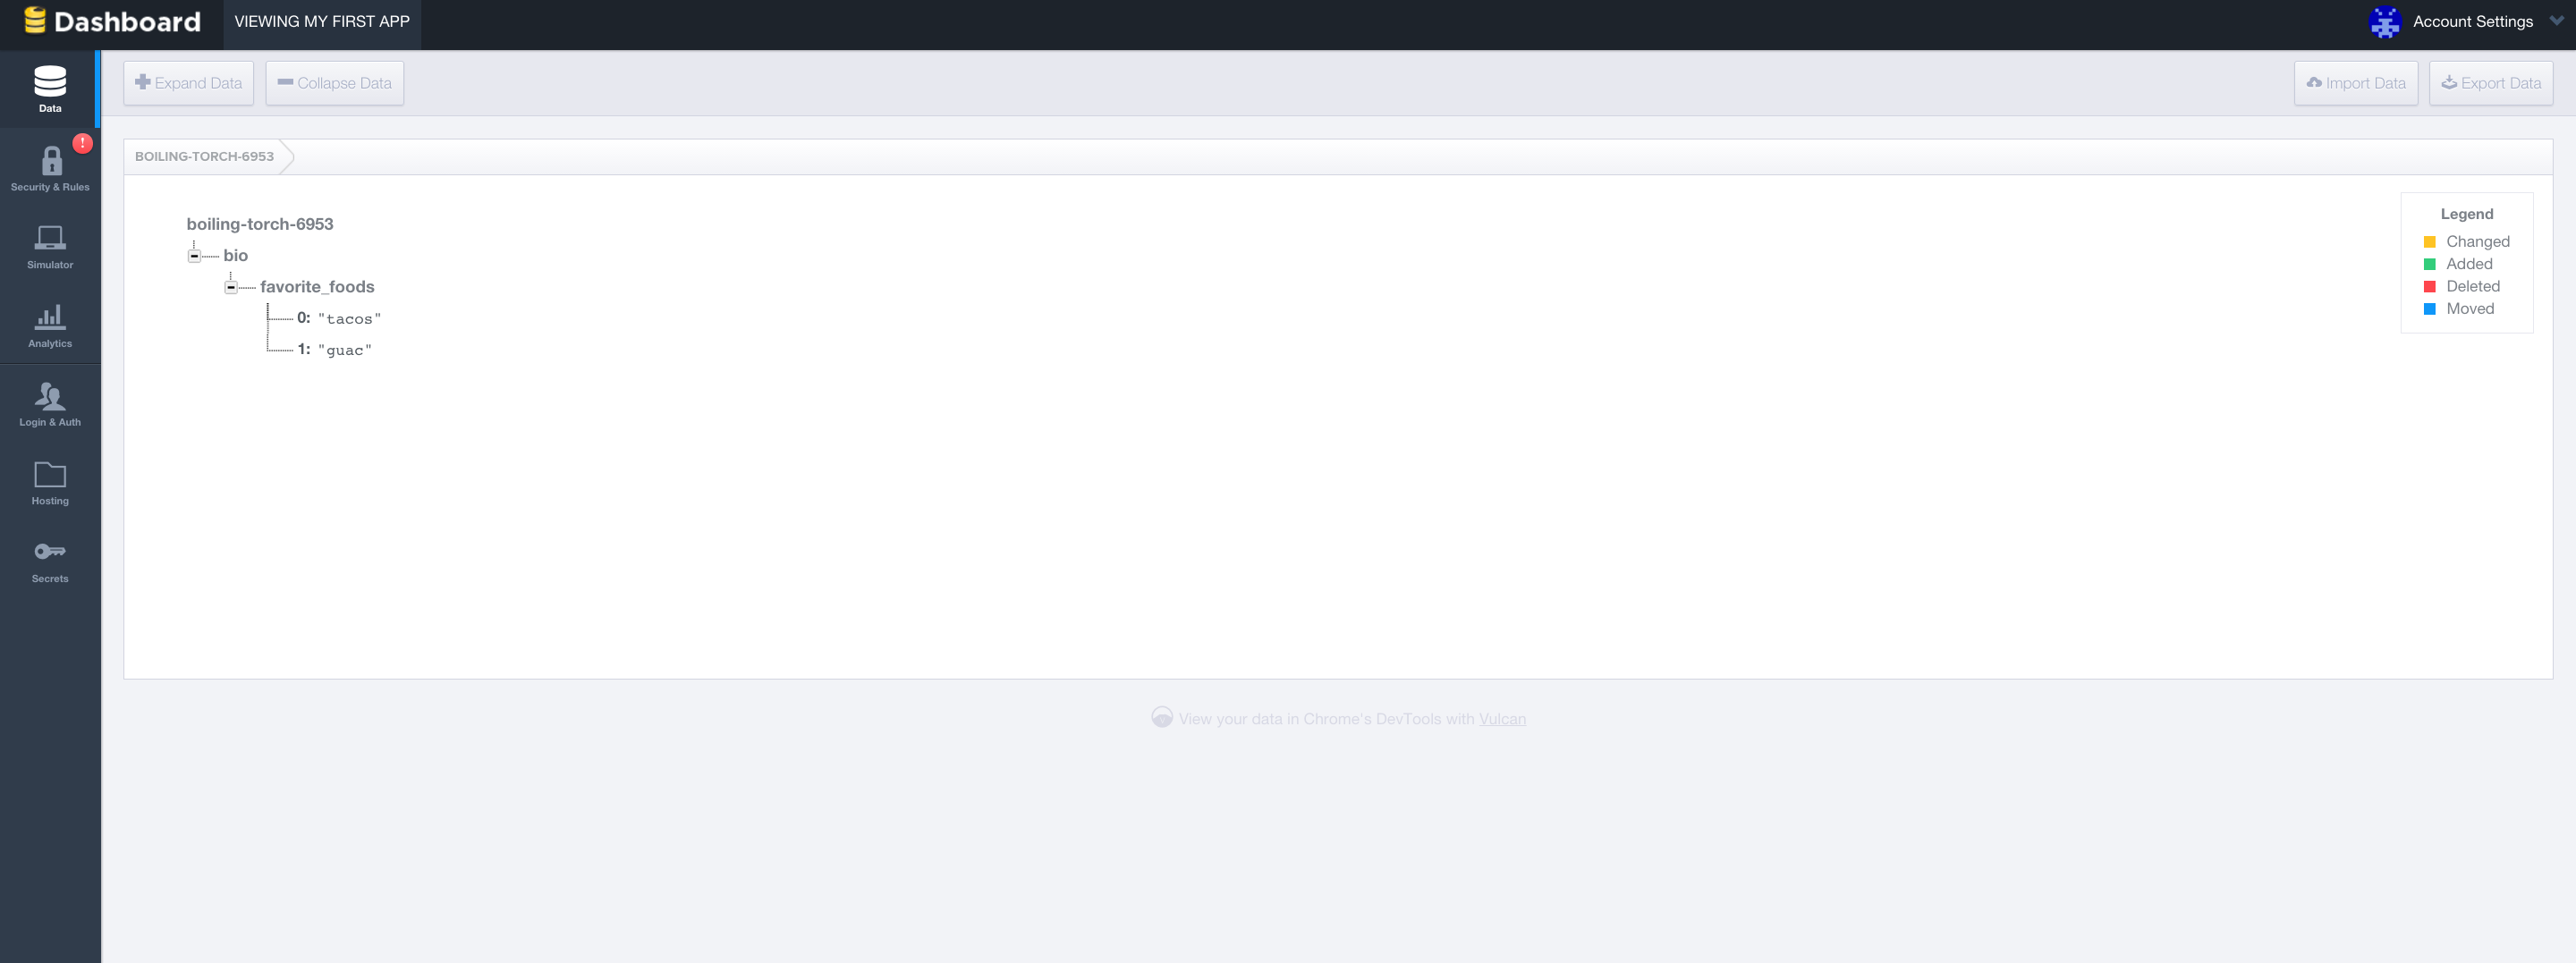 Dashboard VIEWING MY FIRST APP Account Settings
Data
Security & Rules
Simulator
Analytics
Login & Auth
Hosting
Secrets
Expand Data Collapse Data Import Data Export Data
BOILING-TORCH-6953
boiling-torch-6953
bio
favorite_foods
0: "tacos"
1: "guac"
Legend
Changed
Added
Deleted
Moved
View your data in Chrome's DevTools with Vulcan